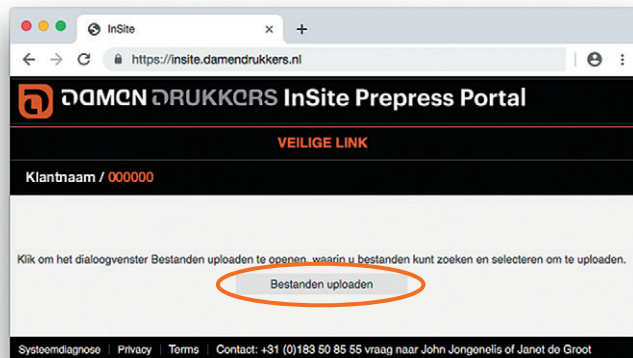 InSite
https://insite.damendrukkers.nl
DAMEN DRUKKERS InSite Prepress Portal
VEILIGE LINK
Klantnaam / 000000
Klik om het dialoogvenster Bestanden uploaden te openen, waarin u bestanden kunt zoeken en selecteren om te uploaden.
Bestanden uploaden
Systeemdiagnose | Privacy | Terms | Contact: +31 (0)183 50 85 55 vraag naar John Jongenelis of Janot de Groot